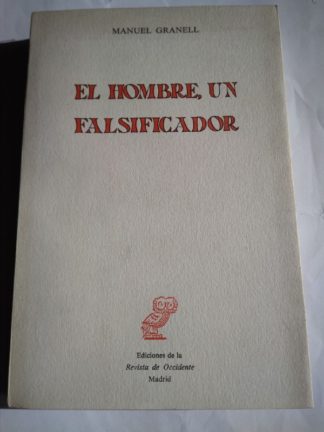 MANUEL GRANELL
EL HOMBRE, UN
FALSIFICADOR
Ediciones de la
Revista de Occidente
Madrid